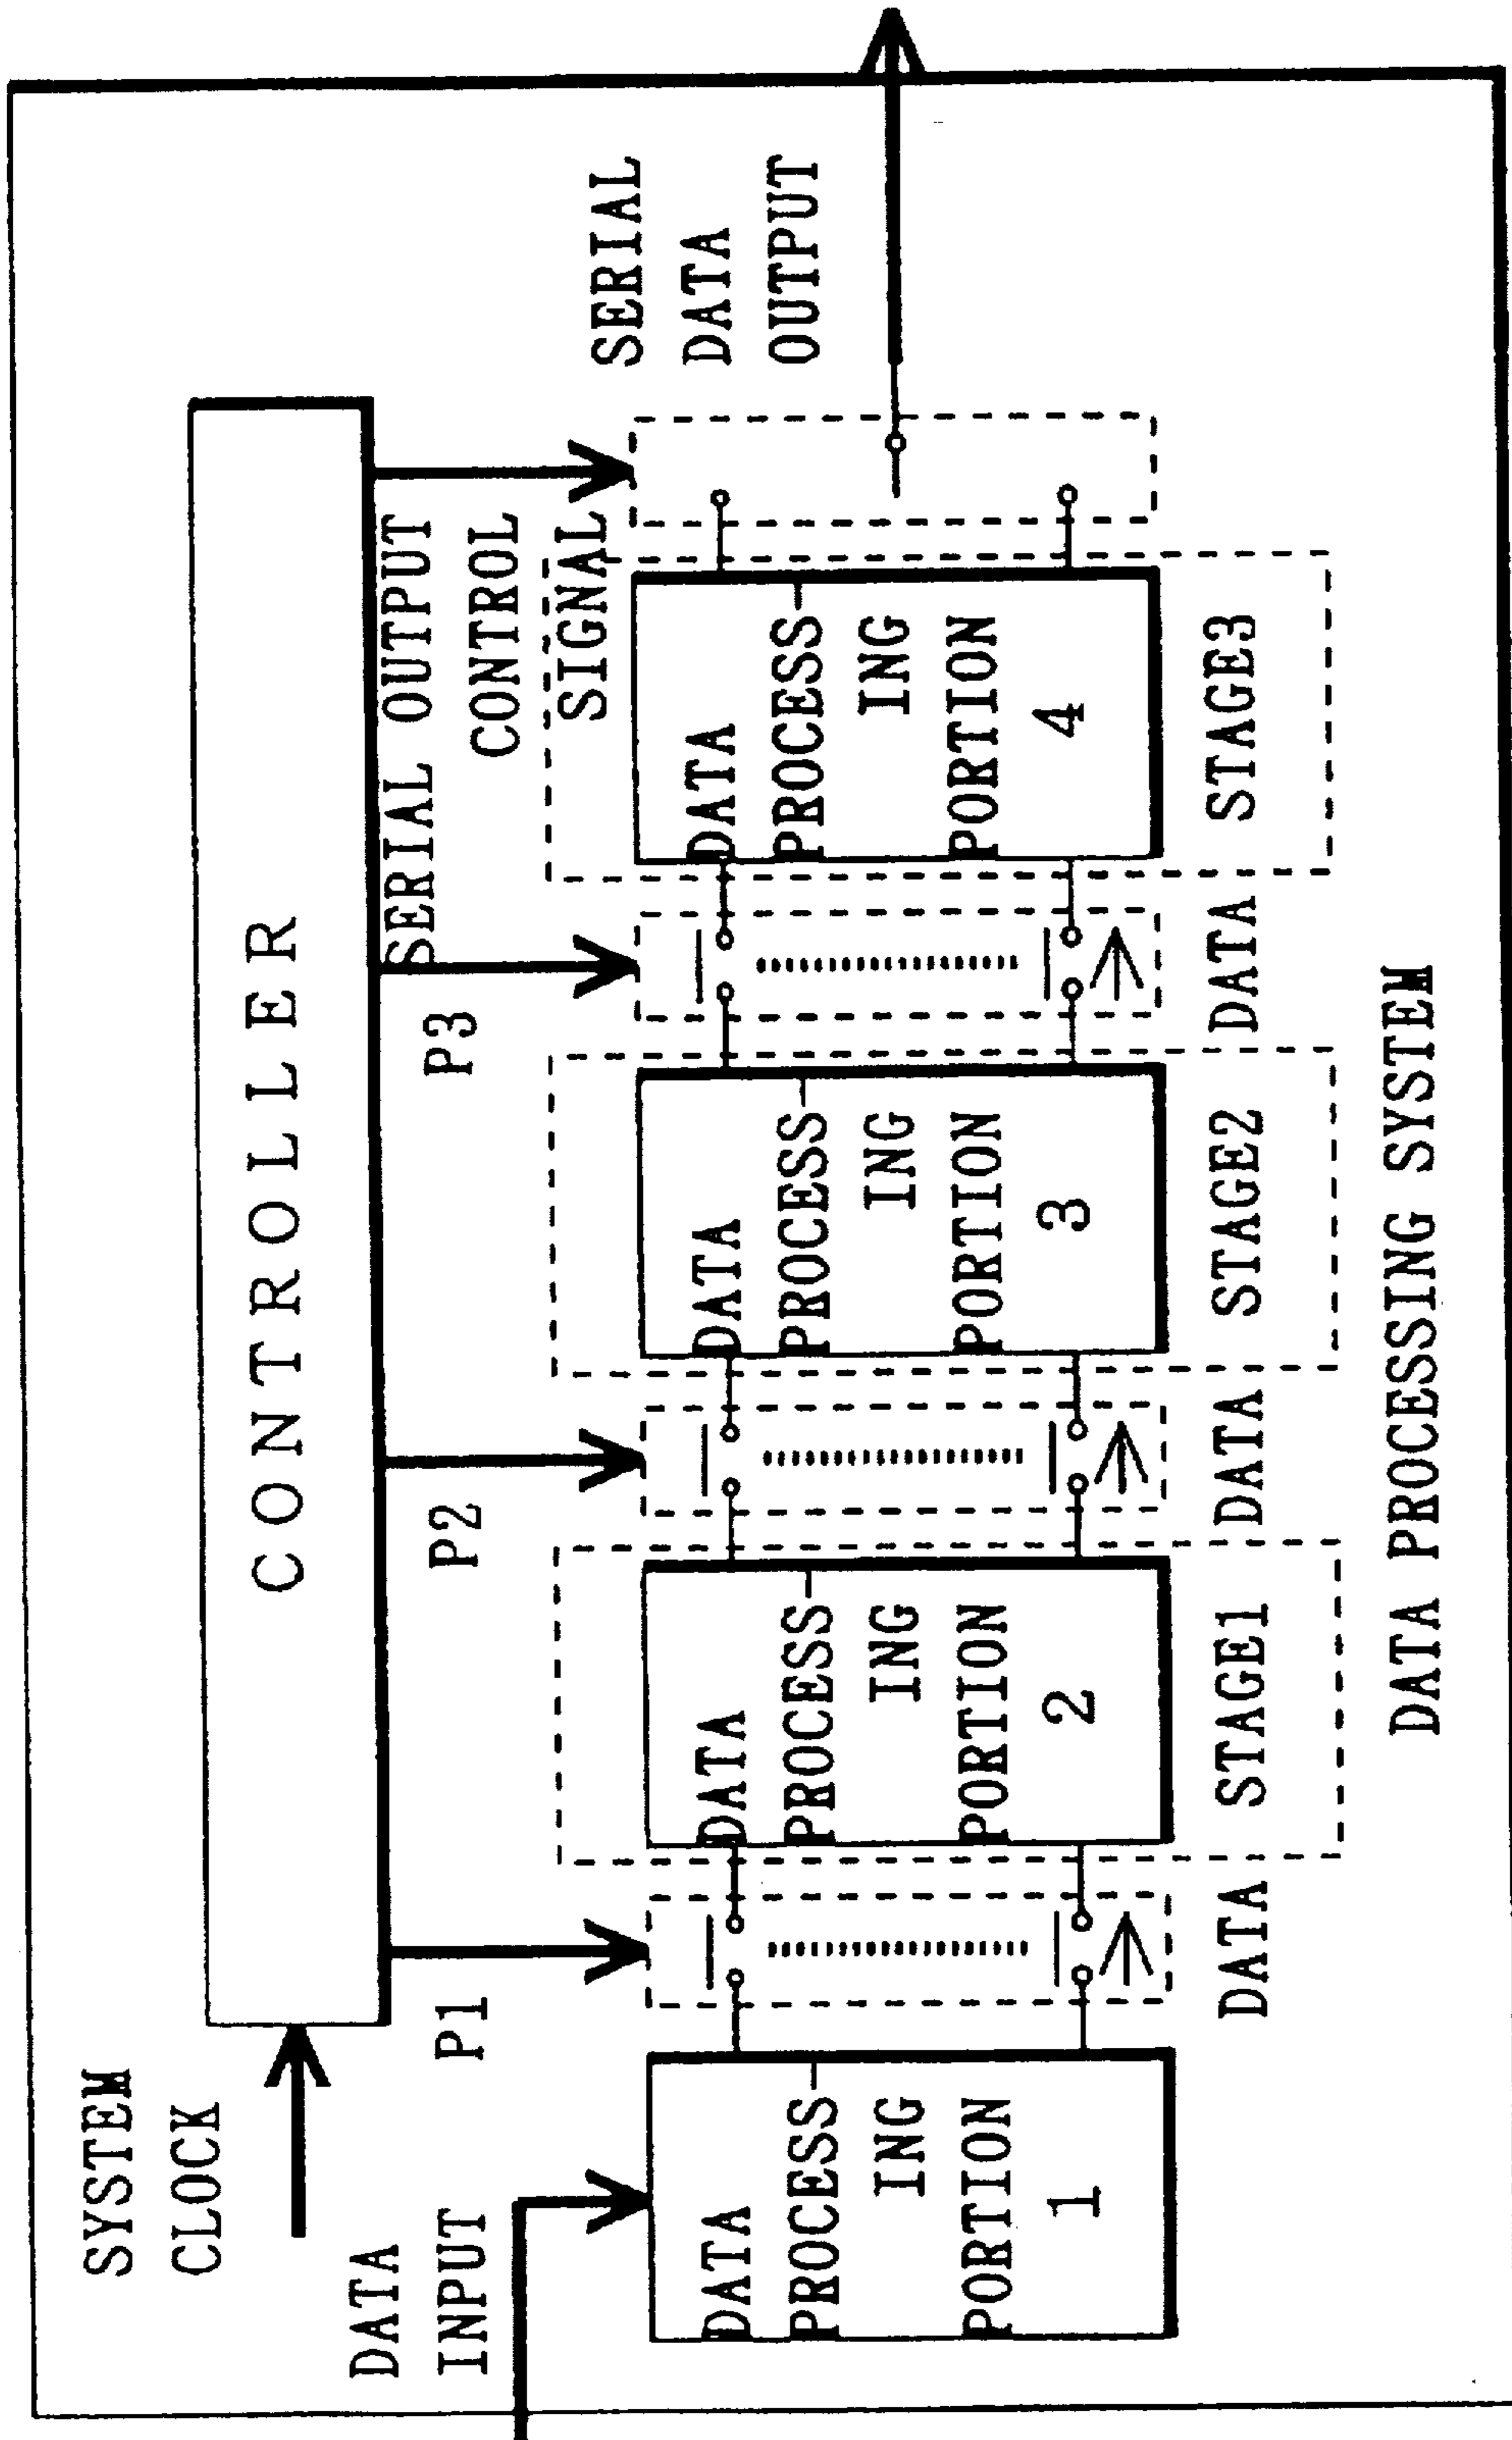 SYSTEM
CLOCK
CONTROLLER
DATA
INPUT
P1
P2
P3
SERIAL OUTPUT
CONTROL
SIGNAL
SERIAL
DATA
OUTPUT
DATA
PROCESS-
ING
PORTION
1
DATA
PROCESS-
ING
PORTION
2
DATA
PROCESS-
ING
PORTION
3
DATA
PROCESS-
ING
PORTION
4
DATA
STAGE1
DATA
STAGE2
DATA
STAGE3
DATA PROCESSING SYSTEM